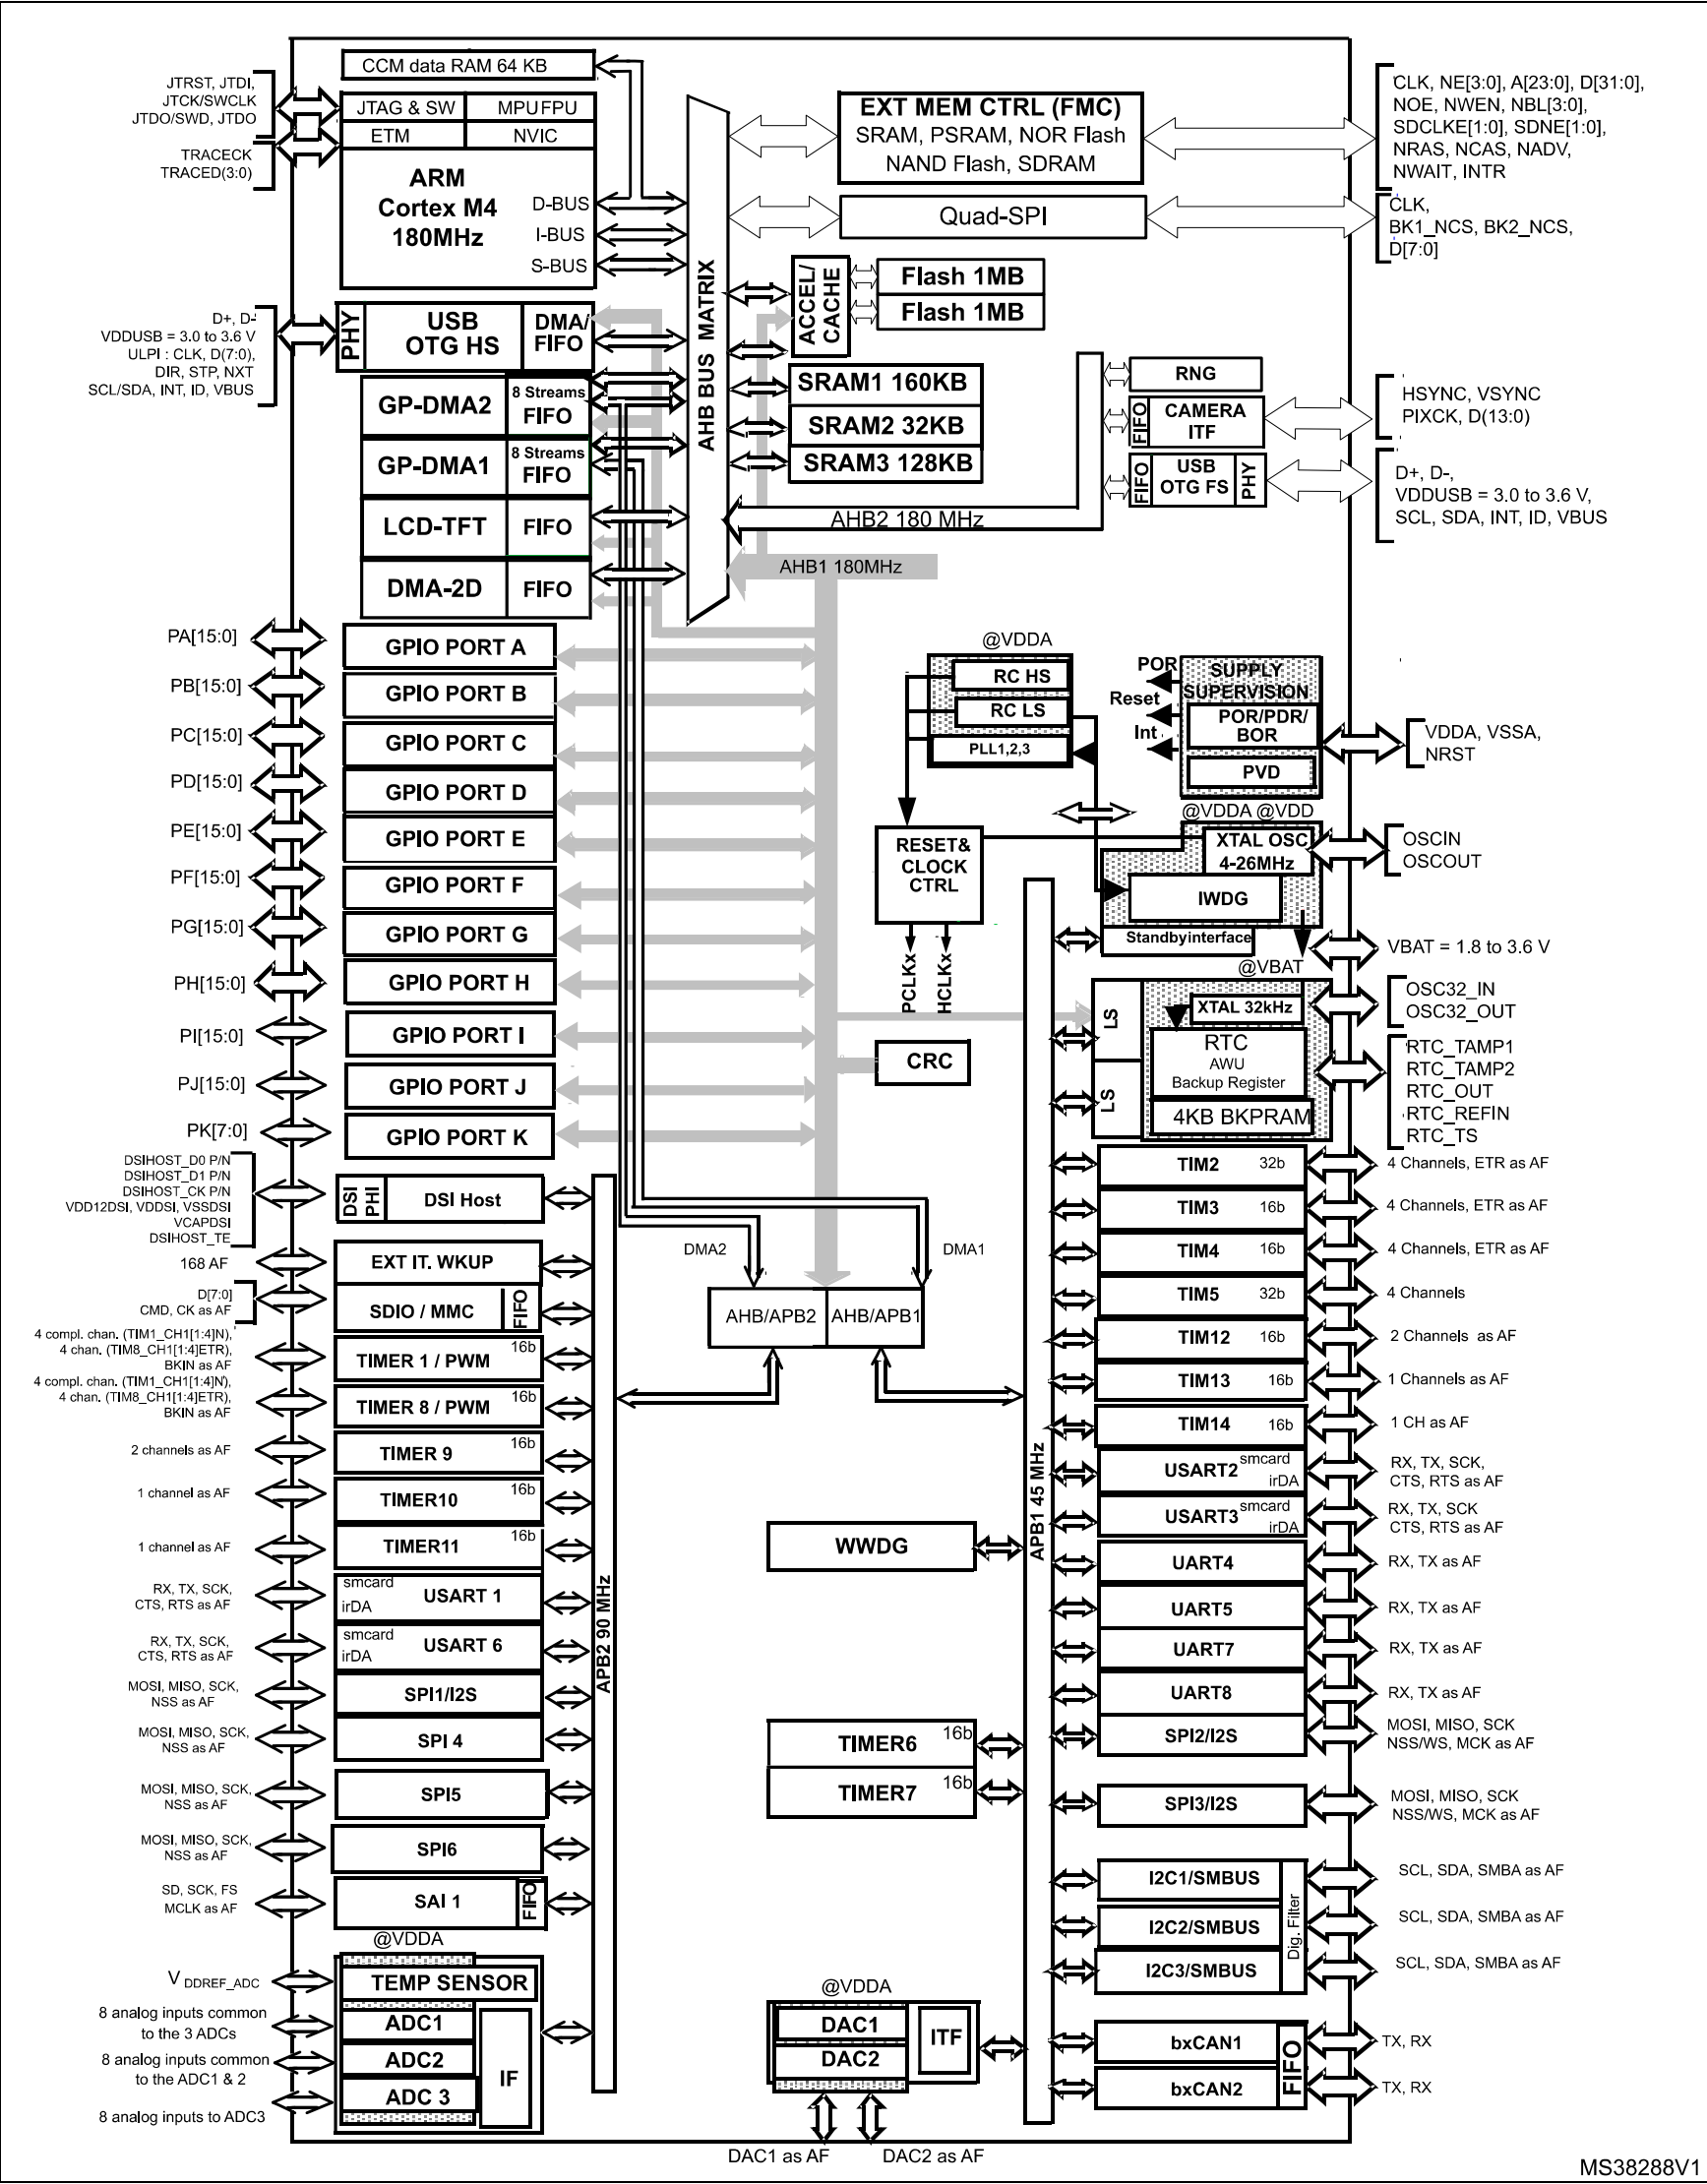 CCM data RAM 64 KB
JTRST, JTDI,
JTCK/SWCLK
JTDO/SWD, JTDO
TRACECK
TRACED(3:0)
JTAG & SW
MPUFPU
ETM
NVIC
ARM
Cortex M4
180MHz
D-BUS
I-BUS
S-BUS
AHB BUS MATRIX
EXT MEM CTRL (FMC)
SRAM, PSRAM, NOR Flash
NAND Flash, SDRAM
CLK, NE[3:0], A[23:0], D[31:0],
NOE, NWEN, NBL[3:0],
SDCLKE[1:0], SDNE[1:0],
NRAS, NCAS, NADV,
NWAIT, INTR
Quad-SPI
CLK,
BK1_NCS, BK2_NCS,
D[7:0]
ACCEL/
CACHE
Flash 1MB
Flash 1MB
SRAM1 160KB
SRAM2 32KB
SRAM3 128KB
D+, D-
VDDUSB = 3.0 to 3.6 V
ULPI : CLK, D(7:0),
DIR, STP, NXT
SCL/SDA, INT, ID, VBUS
PHY
USB
OTG HS
DMA/
FIFO
GP-DMA2
8 Streams
FIFO
GP-DMA1
8 Streams
FIFO
LCD-TFT
FIFO
DMA-2D
FIFO
RNG
FIFO
CAMERA
ITF
HSYNC, VSYNC
PIXCK, D(13:0)
FIFO
USB
OTG FS
PHY
D+, D-,
VDDUSB = 3.0 to 3.6 V,
SCL, SDA, INT, ID, VBUS
AHB2 180 MHz
AHB1 180MHz
PA[15:0]
GPIO PORT A
PB[15:0]
GPIO PORT B
PC[15:0]
GPIO PORT C
PD[15:0]
GPIO PORT D
PE[15:0]
GPIO PORT E
PF[15:0]
GPIO PORT F
PG[15:0]
GPIO PORT G
PH[15:0]
GPIO PORT H
PI[15:0]
GPIO PORT I
PJ[15:0]
GPIO PORT J
PK[7:0]
GPIO PORT K
@VDDA
RC HS
RC LS
PLL1,2,3
POR
Reset
Int
SUPPLY
SUPERVISION
POR/PDR/
BOR
PVD
VDDA, VSSA,
NRST
@VDDA @VDD
RESET&
CLOCK
CTRL
PCLKx
HCLKx
XTAL OSC
4-26MHz
OSCIN
OSCOUT
IWDG
Standbyinterface
VBAT = 1.8 to 3.6 V
@VBAT
LS
LS
XTAL 32kHz
OSC32_IN
OSC32_OUT
RTC
AWU
Backup Register
4KB BKPRAM
RTC_TAMP1
RTC_TAMP2
RTC_OUT
RTC_REFIN
RTC_TS
CRC
DSIHOST_D0 P/N
DSIHOST_D1 P/N
DSIHOST_CK P/N
VDD12DSI, VDDSI, VSSDSI
VCAPDSI
DSIHOST_TE
DSI
PHI
DSI Host
168 AF
EXT IT. WKUP
D[7:0]
CMD, CK as AF
SDIO / MMC
FIFO
4 compl. chan. (TIM1_CH1[1:4]N),
4 chan. (TIM8_CH1[1:4]ETR),
BKIN as AF
TIMER 1 / PWM
16b
4 compl. chan. (TIM1_CH1[1:4]N),
4 chan. (TIM8_CH1[1:4]ETR),
BKIN as AF
TIMER 8 / PWM
16b
2 channels as AF
TIMER 9
16b
1 channel as AF
TIMER10
16b
1 channel as AF
TIMER11
16b
RX, TX, SCK,
CTS, RTS as AF
smcard
irDA
USART 1
RX, TX, SCK,
CTS, RTS as AF
smcard
irDA
USART 6
MOSI, MISO, SCK,
NSS as AF
SPI1/I2S
MOSI, MISO, SCK,
NSS as AF
SPI 4
MOSI, MISO, SCK,
NSS as AF
SPI5
MOSI, MISO, SCK,
NSS as AF
SPI6
SD, SCK, FS
MCLK as AF
SAI 1
FIFO
APB2 90 MHz
@VDDA
VDDREF_ADC
TEMP SENSOR
8 analog inputs common
to the 3 ADCs
ADC1
8 analog inputs common
to the ADC1 & 2
ADC2
8 analog inputs to ADC3
ADC 3
IF
DMA2
DMA1
AHB/APB2
AHB/APB1
WWDG
TIMER6
16b
TIMER7
16b
@VDDA
DAC1
DAC2
ITF
DAC1 as AF
DAC2 as AF
APB1 45 MHz
TIM2
32b
4 Channels, ETR as AF
TIM3
16b
4 Channels, ETR as AF
TIM4
16b
4 Channels, ETR as AF
TIM5
32b
4 Channels
TIM12
16b
2 Channels as AF
TIM13
16b
1 Channels as AF
TIM14
16b
1 CH as AF
USART2
smcard
irDA
RX, TX, SCK,
CTS, RTS as AF
USART3
smcard
irDA
RX, TX, SCK
CTS, RTS as AF
UART4
RX, TX as AF
UART5
RX, TX as AF
UART7
RX, TX as AF
UART8
RX, TX as AF
SPI2/I2S
MOSI, MISO, SCK
NSS/WS, MCK as AF
SPI3/I2S
MOSI, MISO, SCK
NSS/WS, MCK as AF
I2C1/SMBUS
SCL, SDA, SMBA as AF
I2C2/SMBUS
SCL, SDA, SMBA as AF
I2C3/SMBUS
SCL, SDA, SMBA as AF
Dig. Filter
bxCAN1
TX, RX
bxCAN2
TX, RX
FIFO
MS38288V1